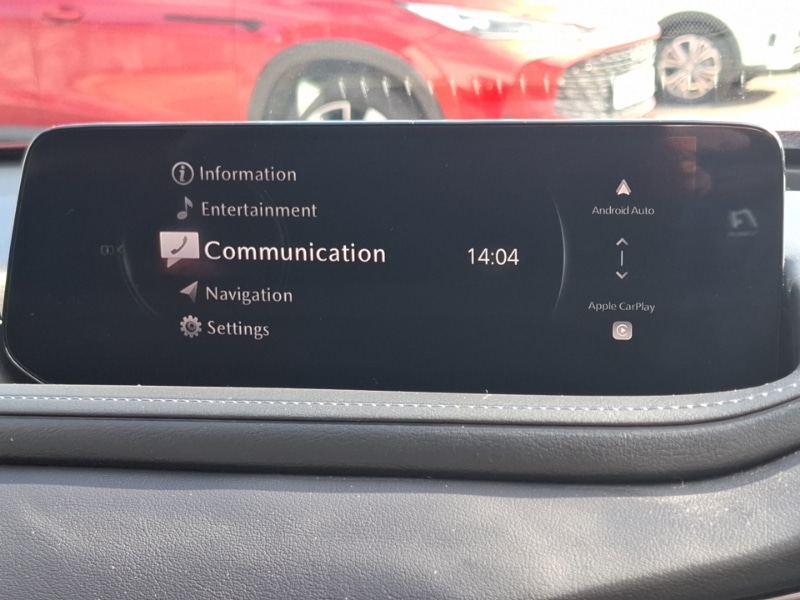 Information
Entertainment
Communication
Navigation
Settings
14:04
Android Auto
Apple CarPlay